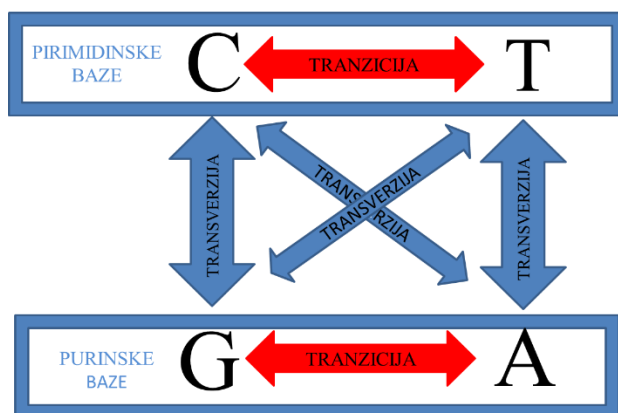 PIRIMIDINSKE
BAZE
C
TRANZICIJA
T
TRANSVERZIJA
TRANSVERZIJA
TRANSVERZIJA
TRANSVERZIJA
PURINSKE
BAZE
G
TRANZICIJA
A